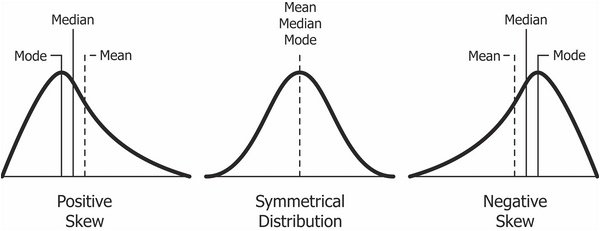 Median
Mode
Mean
Positive
Skew
Mean
Median
Mode
Symmetrical
Distribution
Median
Mean
Mode
Negative
Skew